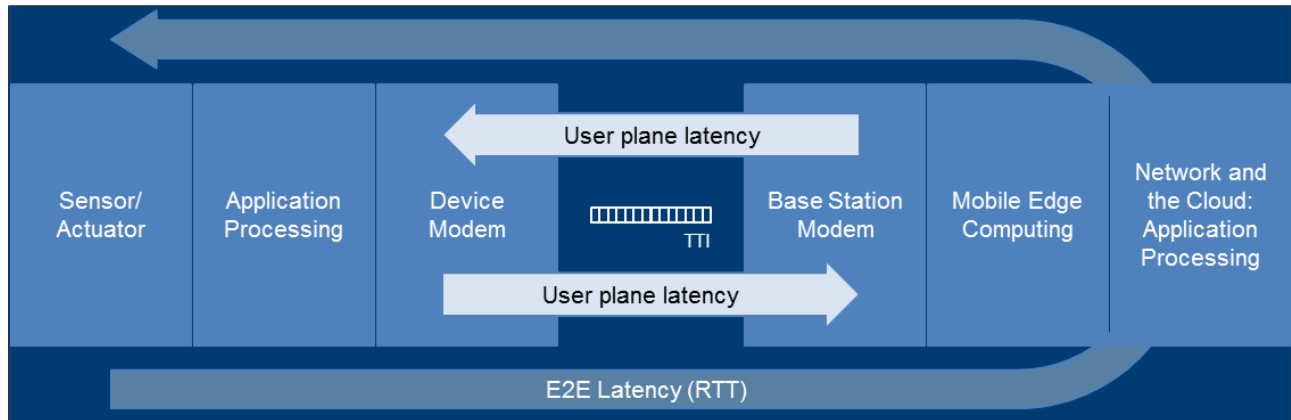 User plane latency
Sensor/
Actuator
Application
Processing
Device
Modem
TTI
Base Station
Modem
Mobile Edge
Computing
Network and
the Cloud:
Application
Processing
User plane latency
E2E Latency (RTT)